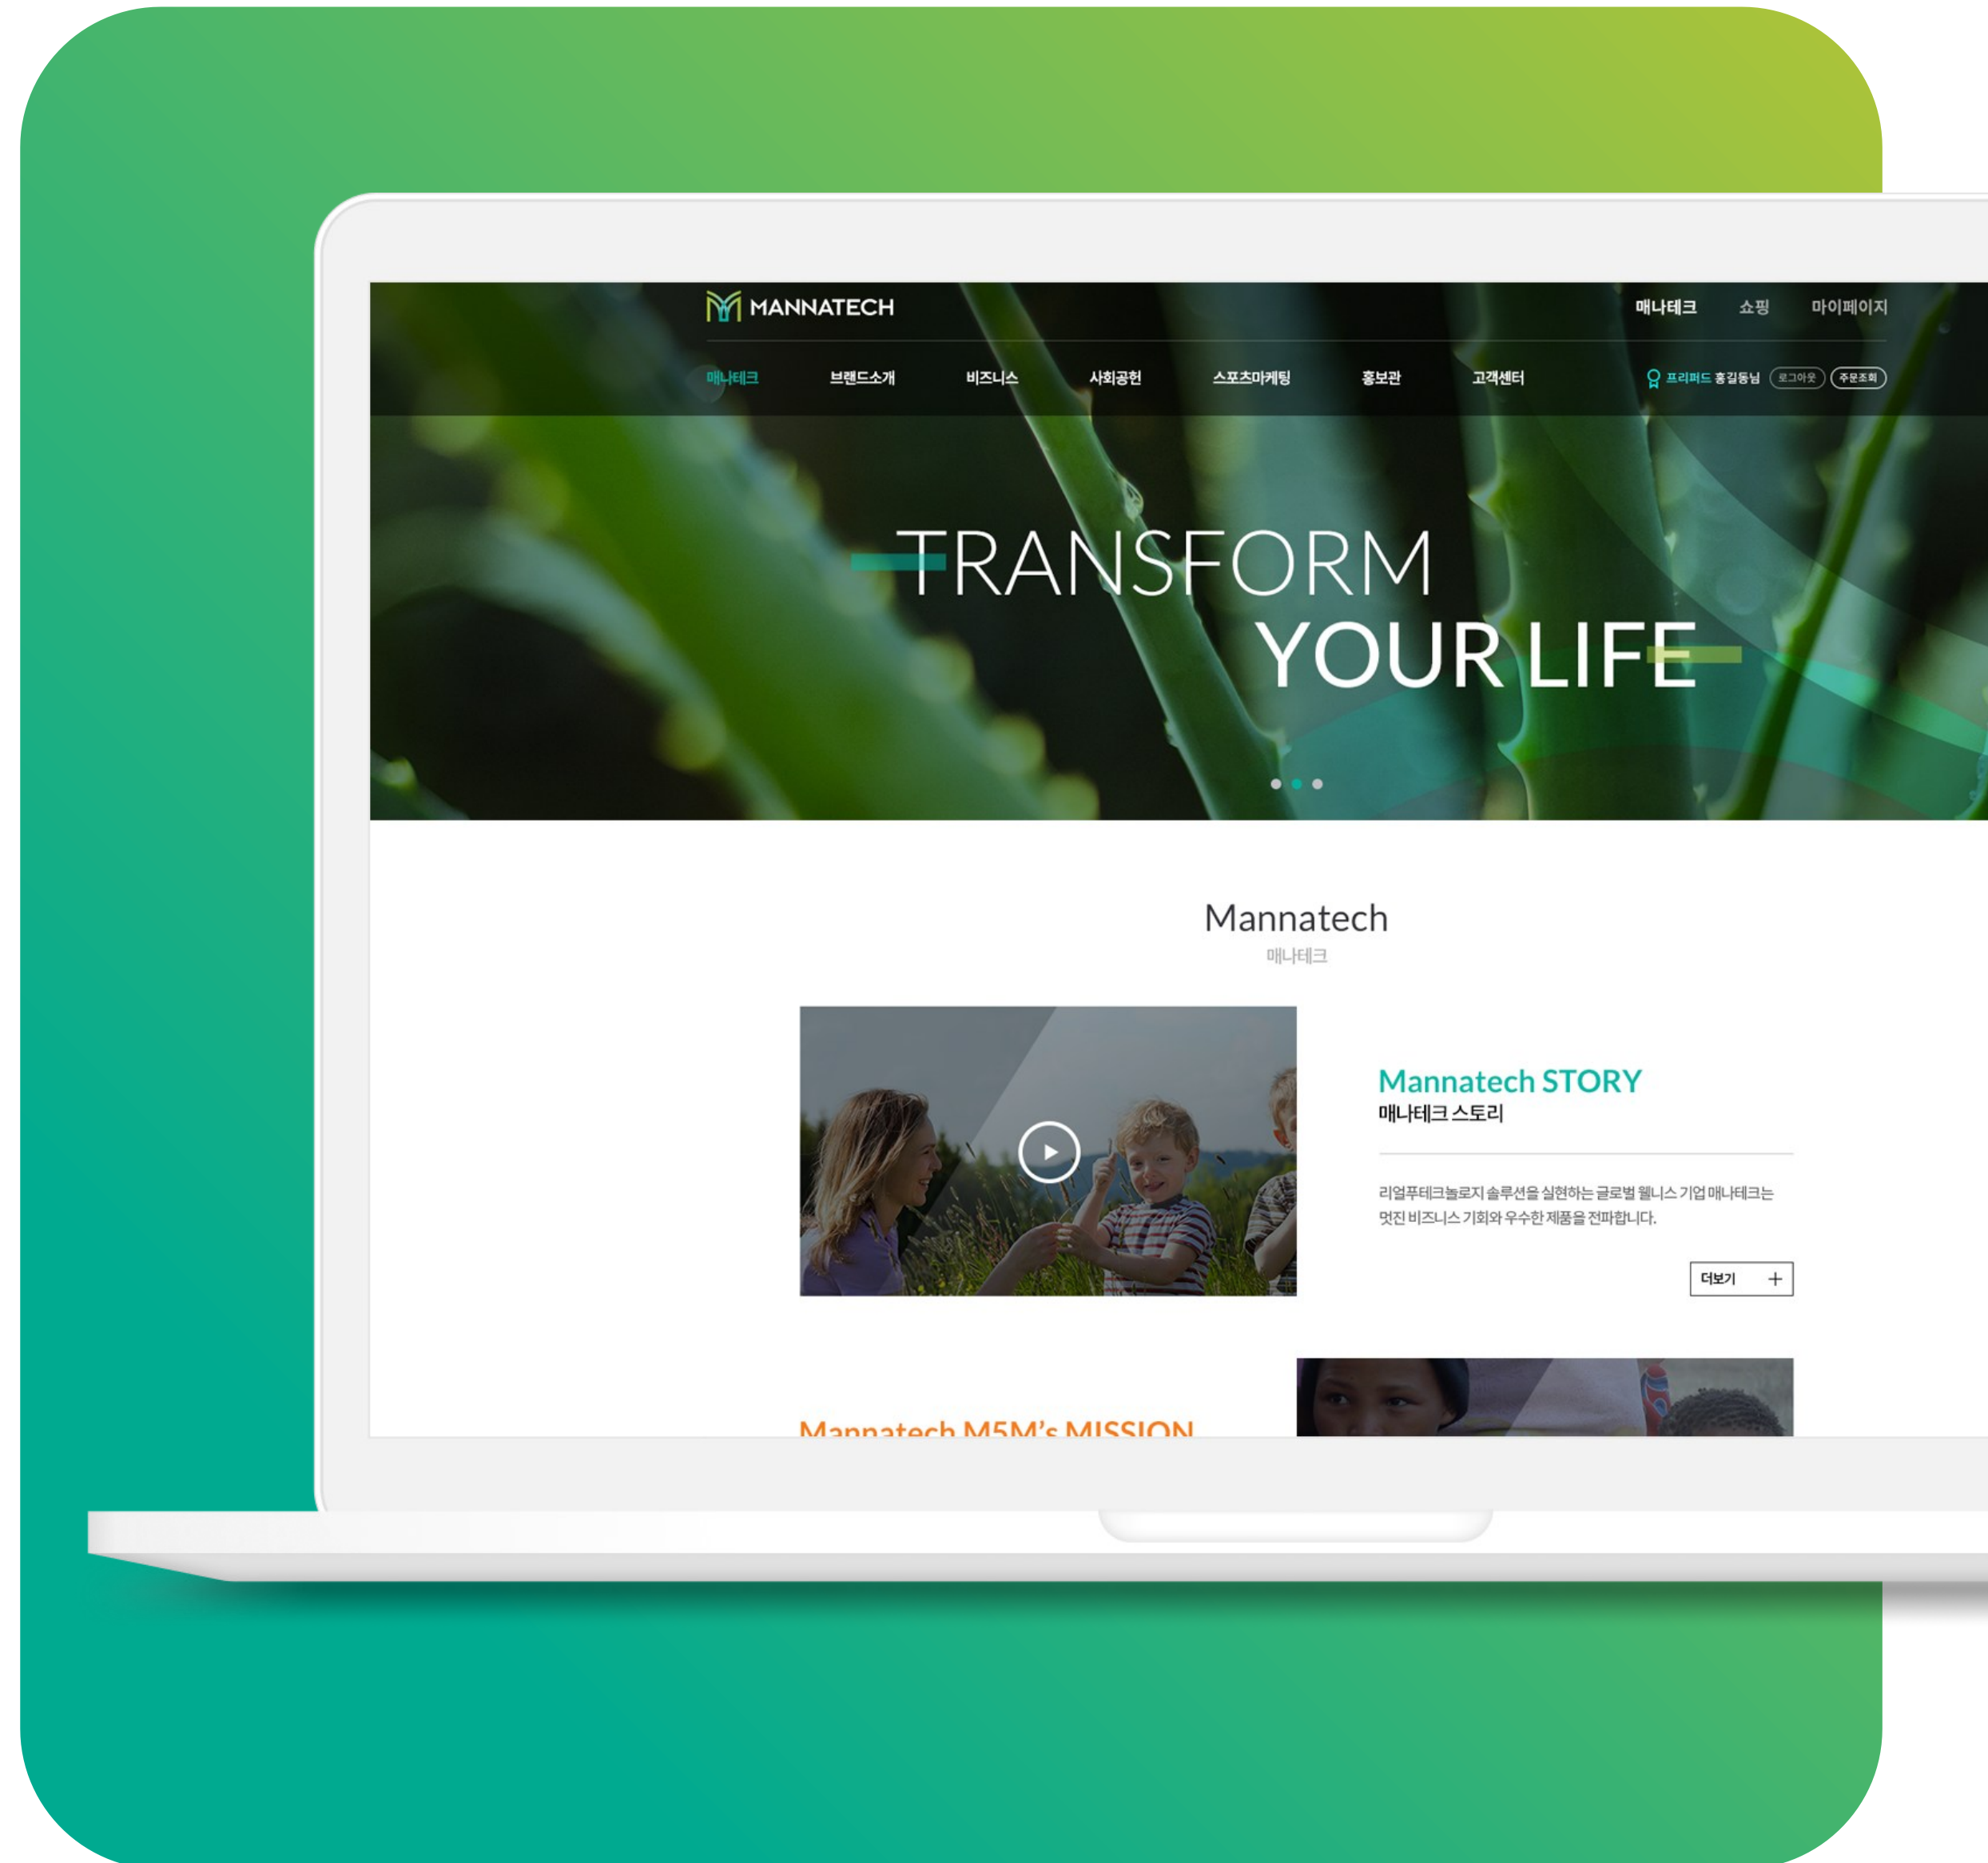 MANNATECH
매나테크 쇼핑 마이페이지
매나테크 브랜드소개 비즈니스 사회공헌 스포츠마케팅 홍보관 고객센터 프리퍼드 홍길동님 로그아웃 주문조회
TRANSFORM
YOUR LIFE
Mannatech
매나테크
Mannatech STORY
매나테크 스토리
리얼푸테크놀로지 솔루션을 실현하는 글로벌 웰니스 기업 매나테크는
멋진 비즈니스 기회와 우수한 제품을 전파합니다.
더보기
Mannatech M5M's MISSION